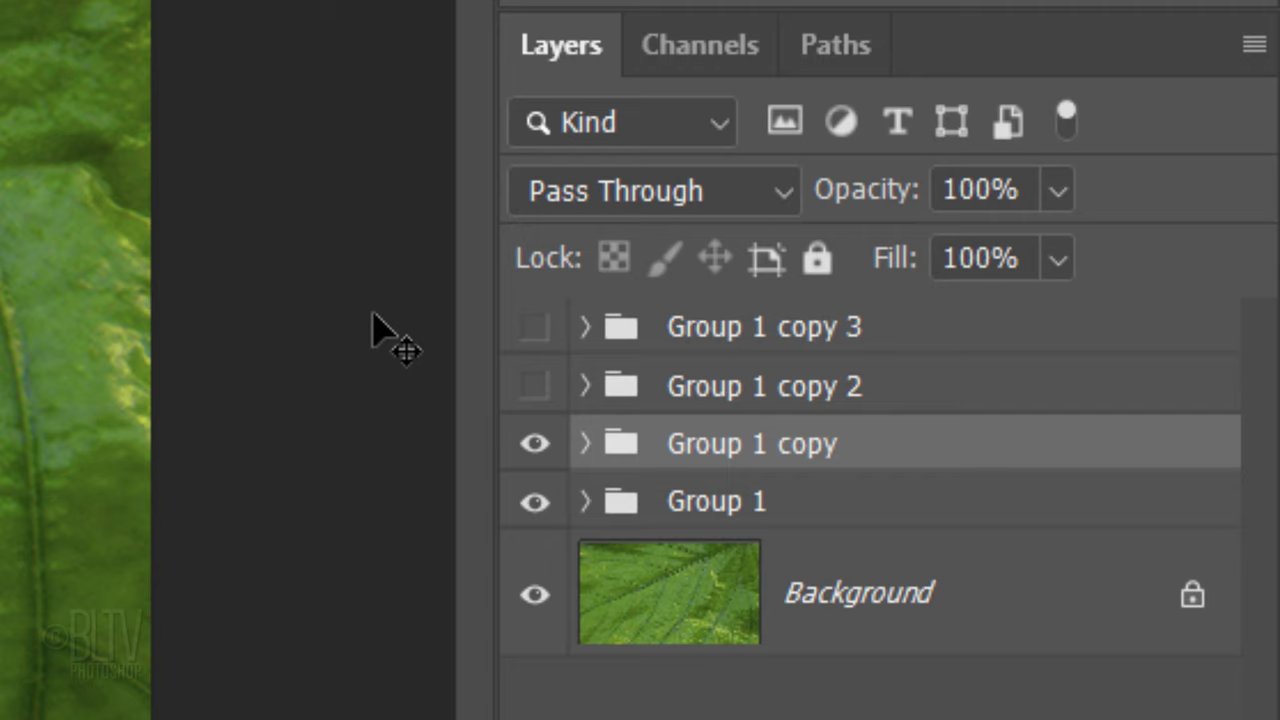 Layers Channels Paths
Kind
Pass Through Opacity: 100%
Lock: Fill: 100%
Group 1 copy 3
Group 1 copy 2
Group 1 copy
Group 1
Background
©BLTV
PHOTOSHOP